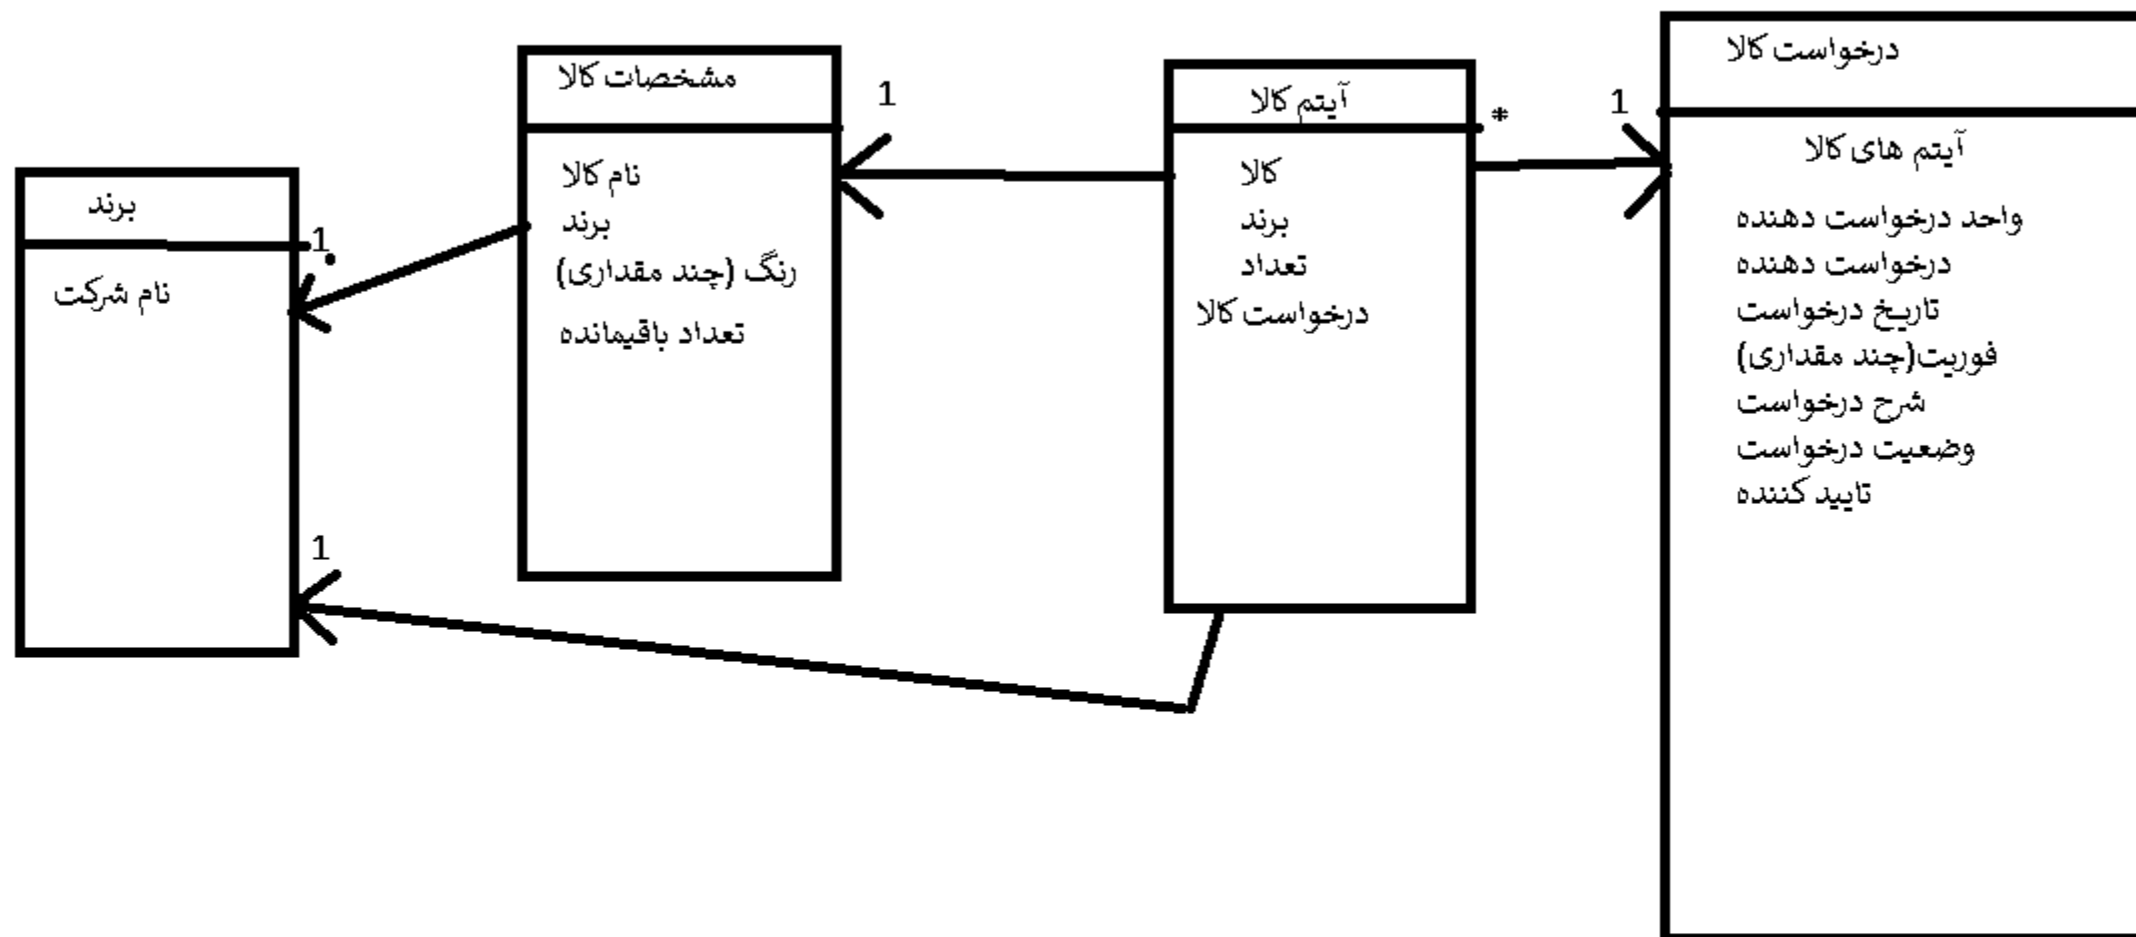 درخواست کالا
آیتم های کالا
واحد درخواست دهنده
درخواست دهنده
تاریخ درخواست
فوریت(چند مقداری)
شرح درخواست
وضعیت درخواست
تایید کننده
1
*
آیتم کالا
کالا
برند
تعداد
درخواست کالا
1
مشخصات کالا
نام کالا
برند
رنگ (چند مقداری)
تعداد باقیمانده
1
برند
نام شرکت
1